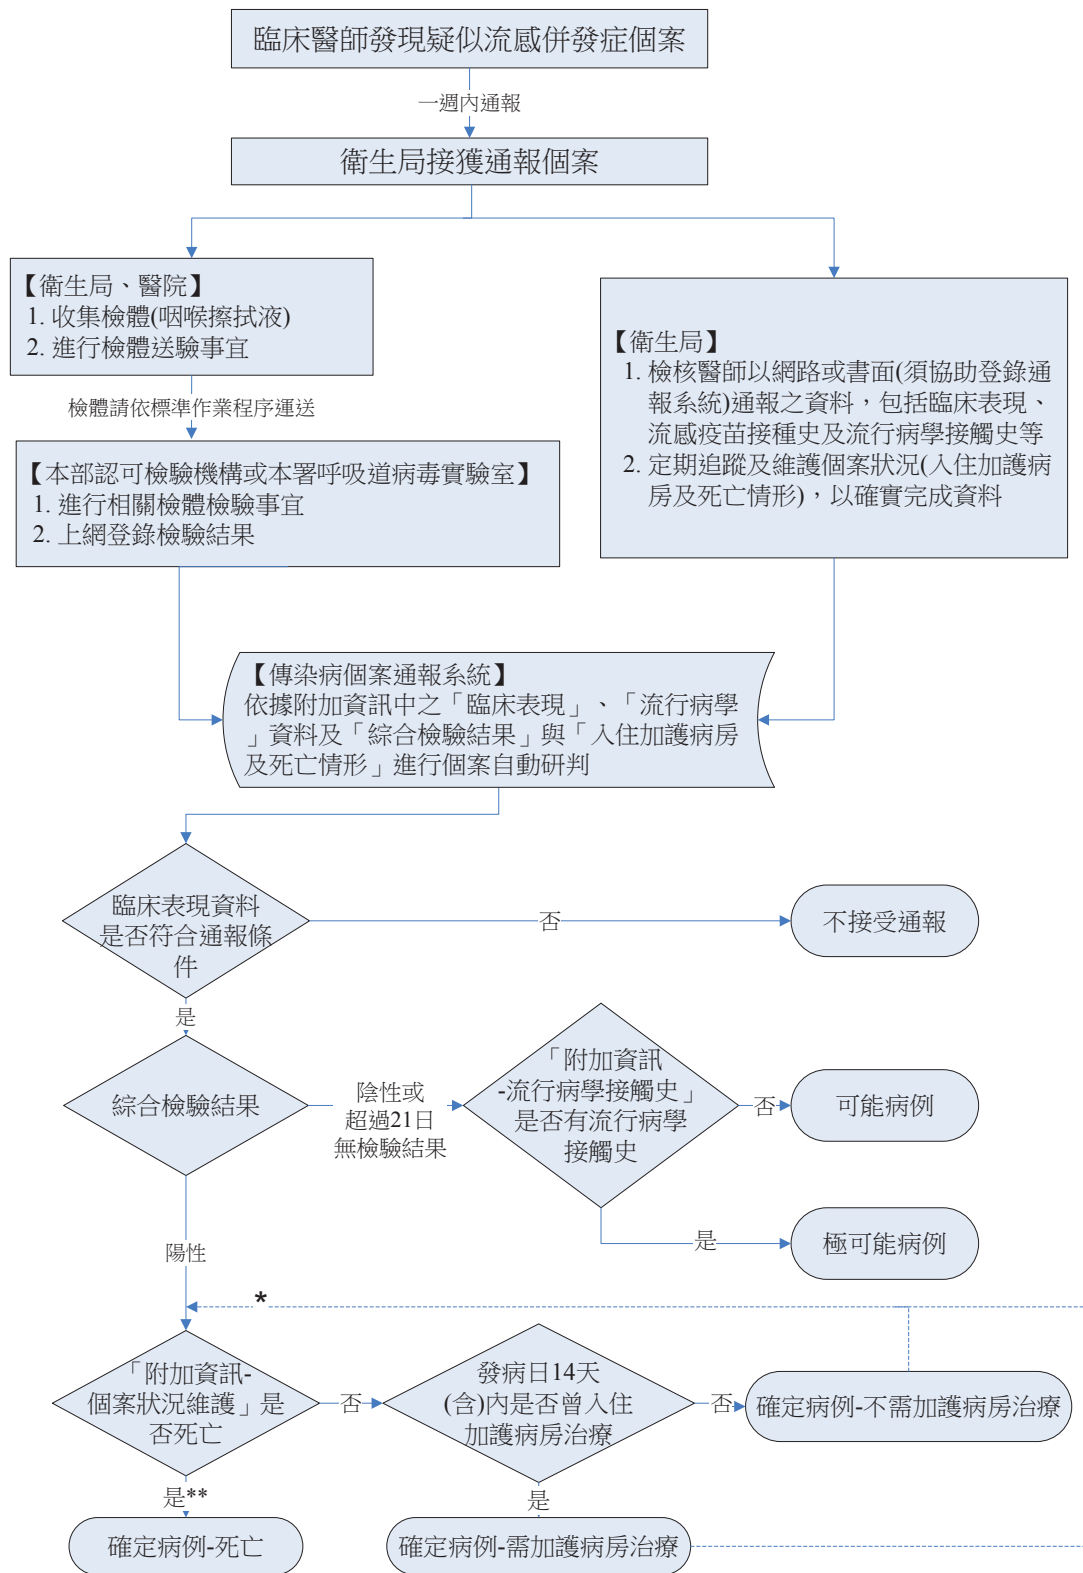 臨床醫師發現疑似流感併發症個案
一週內通報
衛生局接獲通報個案
【衛生局、醫院】
1. 收集檢體(咽喉擦拭液)
2. 進行檢體送驗事宜
檢體請依標準作業程序運送
【本部認可檢驗機構或本署呼吸道病毒實驗室】
1. 進行相關檢體檢驗事宜
2. 上網登錄檢驗結果
【衛生局】
1. 檢核醫師以網路或書面(須協助登錄通
報系統)通報之資料，包括臨床表現、
流感疫苗接種史及流行病學接觸史等
2. 定期追蹤及維護個案狀況(入住加護病
房及死亡情形)，以確實完成資料
【傳染病個案通報系統】
依據附加資訊中之「臨床表現」、「流行病學
」資料及「綜合檢驗結果」與「入住加護病房
及死亡情形」進行個案自動研判
臨床表現資料
是否符合通報條
件
否
不接受通報
是
綜合檢驗結果
陰性或
超過21日
無檢驗結果
「附加資訊
-流行病學接觸史」
是否有流行病學
接觸史
否
可能病例
是
極可能病例
陽性
*
「附加資訊-
個案狀況維護」是
否死亡
否
發病日14天
(含)內是否曾入住
加護病房治療
否
確定病例-不需加護病房治療
是**
確定病例-死亡
是
確定病例-需加護病房治療